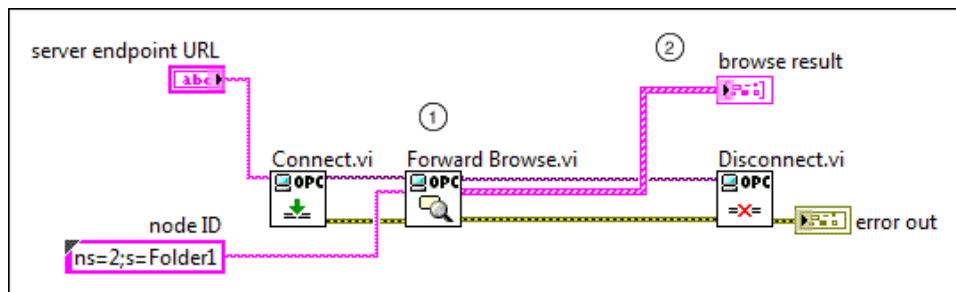 server endpoint URL
abc
2
browse result
1
Connect.vi
Forward Browse.vi
Disconnect.vi
OPC
OPC
OPC
=X=
error out
node ID
ns=2;s=Folder1